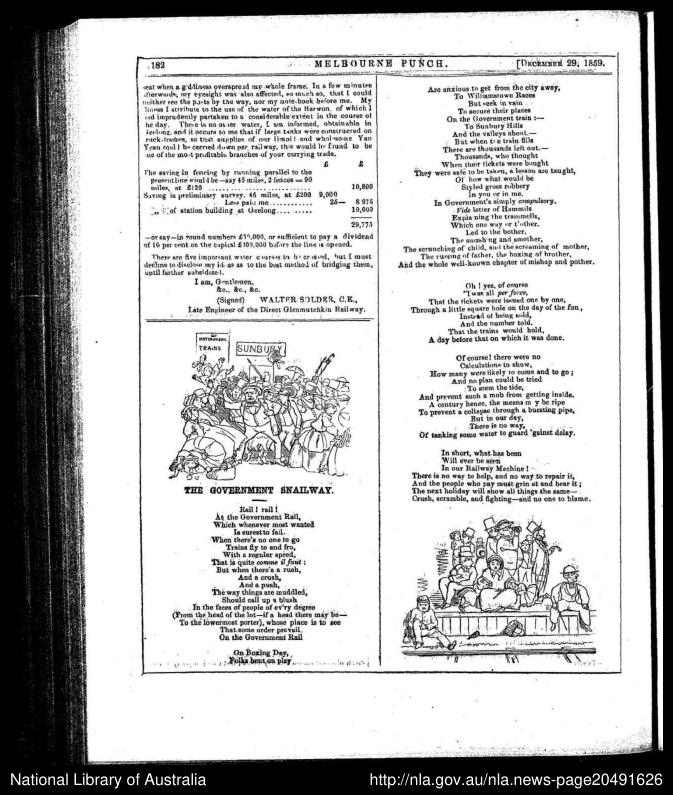 182
MELBOURNE PUNCH.
[DECEMBER 29, 1859.
seat when a giddiness overspread my whole frame. In a few minutes
afterwards, my eyesight was also affected, so much so, that I could
neither see the posts by the way, nor my note-book before me. My
illness I attribute to the use of the water of the Barwon, of which I
had imprudently partaken to a considerable extent in the course of
the day. There is no other water, I am informed, obtainable in
Geelong, and it occurs to me that if large tanks were constructed on
truck-frames, so that supplies of our limpid and wholesome Yan
Yean could be carried down per railway, this would be found to be
one of the most profitable branches of your carrying trade.
£ £
The saving in fencing by running parallel to the
present line would be—say 45 miles, 2 fences = 90
miles, at £120 10,800
Saving in preliminary survey, 45 miles, at £200 9,000
Less paid me 25— 8 975
„ of station building at Geelong 10,000
29,775
—or say—in round numbers £30,000, or sufficient to pay a dividend
of 10 per cent on the capital £300,000 before the line is opened.
There are five important water courses to be crossed, but I must
decline to disclose my ideas as to the best method of bridging them,
until further subsidised.
I am, Gentlemen,
&c., &c., &c.
(Signed) WALTER SOLDER, C.E.,
Late Engineer of the Direct Glenmutchkin Railway.
TRAINS
SUNBURY
THE GOVERNMENT SNAILWAY.
Rail! rail!
At the Government Rail,
Which whenever most wanted
Is surest to fail.
When there's no one to go
Trains fly to and fro,
With a regular speed,
That is quite comme il faut:
But when there's a rush,
And a crush,
And a push,
The way things are muddled,
Should call up a blush
In the faces of people of ev'ry degree
(From the head of the lot—if a head there may be—
To the lowermost porter), whose place is to see
That some order prevail,
On the Government Rail
On Boxing Day,
Folks bent on play
Are anxious to get from the city away,
To Williamstown Races
But seek in vain
To secure their places
On the Government train:—
To Sunbury Hills
And the valleys about.—
But when the train fills
There are thousands left out.—
Thousands, who thought
When their tickets were bought
They were safe to be taken, a lesson are taught,
Of how what would be
Styled gross robbery
In you or in me.
In Government's simply compulsory.
Vide letter of Hammils
Explaining the trammells,
Which one way or t'other.
Led to the bother,
The smashing and smother,
The scrunching of child, and the screaming of mother,
The cursing of father, the boxing of brother,
And the whole well-known chapter of mishap and pother.
Oh! yes, of course
'Twas all per force,
That the tickets were issued one by one,
Through a little square hole on the day of the fun,
Instead of being sold,
And the number told.
That the trains would hold,
A day before that on which it was done.
Of course! there were no
Calculations to show,
How many were likely to come and to go;
And no plan could be tried
To stem the tide,
And prevent such a mob from getting inside.
A century hence, the means may be ripe
To prevent a collapse through a bursting pipe,
But in our day,
There is no way,
Of tanking some water to guard 'gainst delay.
In short, what has been
Will ever be seen
In our Railway Machine!
There is no way to help, and no way to repair it,
And the people who pay must grin at and bear it;
The next holiday will show all things the same—
Crush, scramble, and fighting—and no one to blame.
National Library of Australia
http://nla.gov.au/nla.news-page20491626